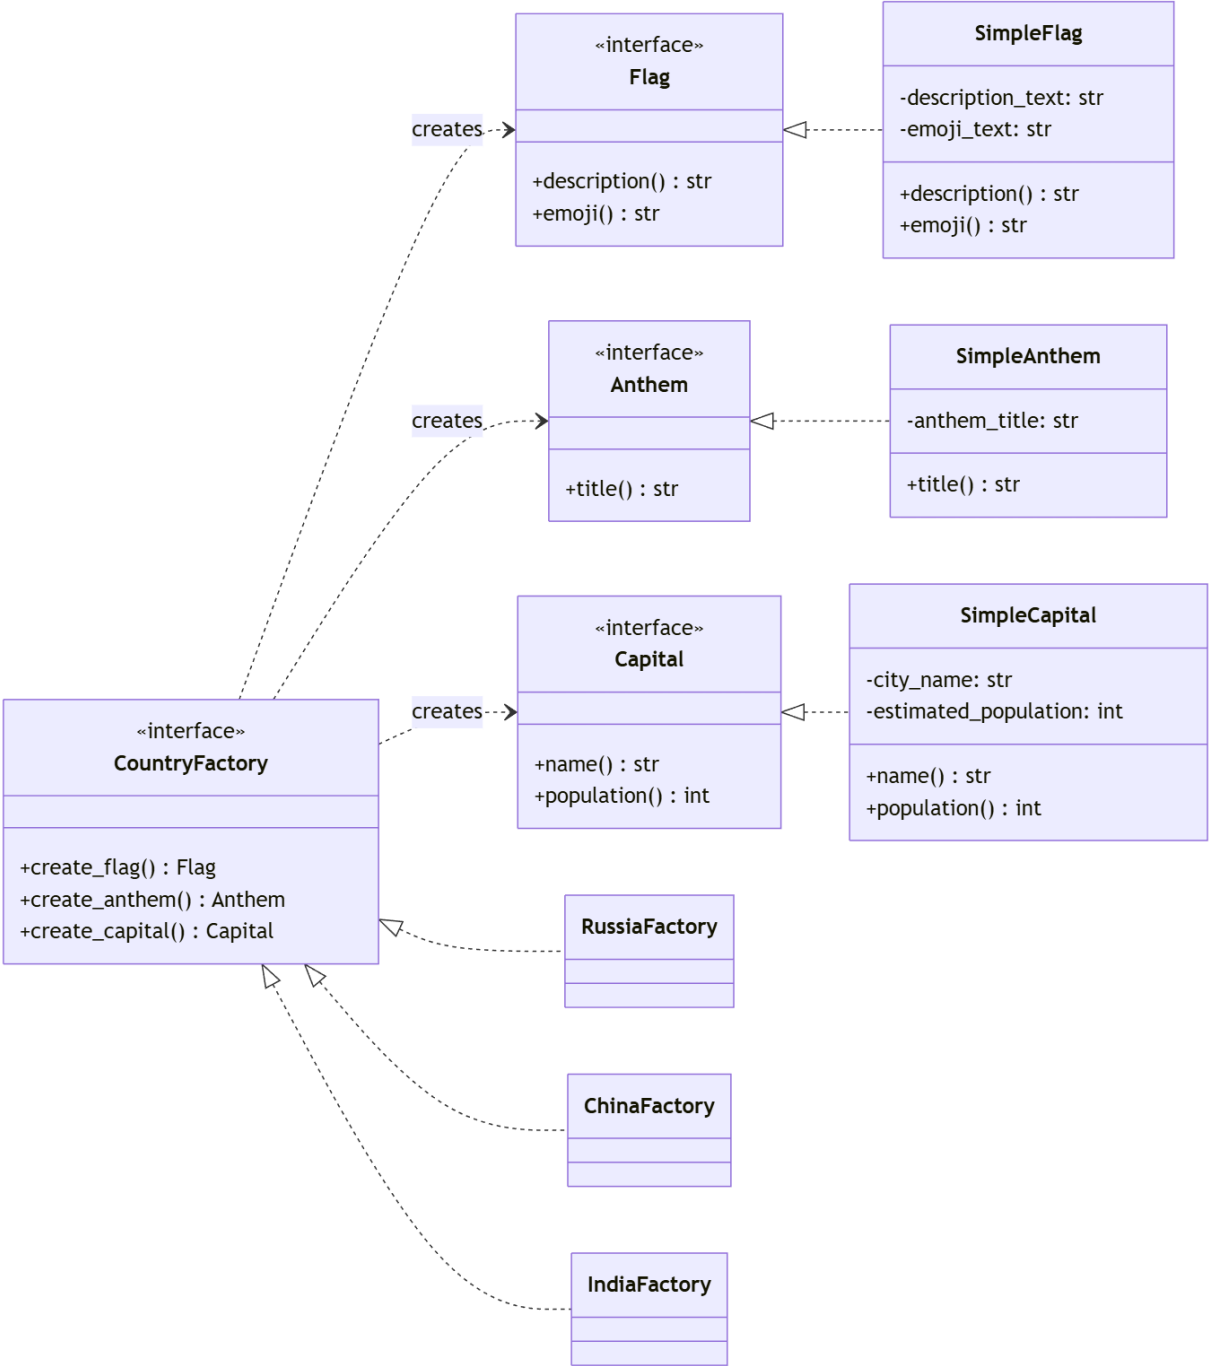 «interface»
Flag
+description() : str
+emoji() : str
SimpleFlag
-description_text: str
-emoji_text: str
+description() : str
+emoji() : str
creates
«interface»
Anthem
+title() : str
SimpleAnthem
-anthem_title: str
+title() : str
creates
«interface»
Capital
+name() : str
+population() : int
SimpleCapital
-city_name: str
-estimated_population: int
+name() : str
+population() : int
creates
«interface»
CountryFactory
+create_flag() : Flag
+create_anthem() : Anthem
+create_capital() : Capital
RussiaFactory
ChinaFactory
IndiaFactory